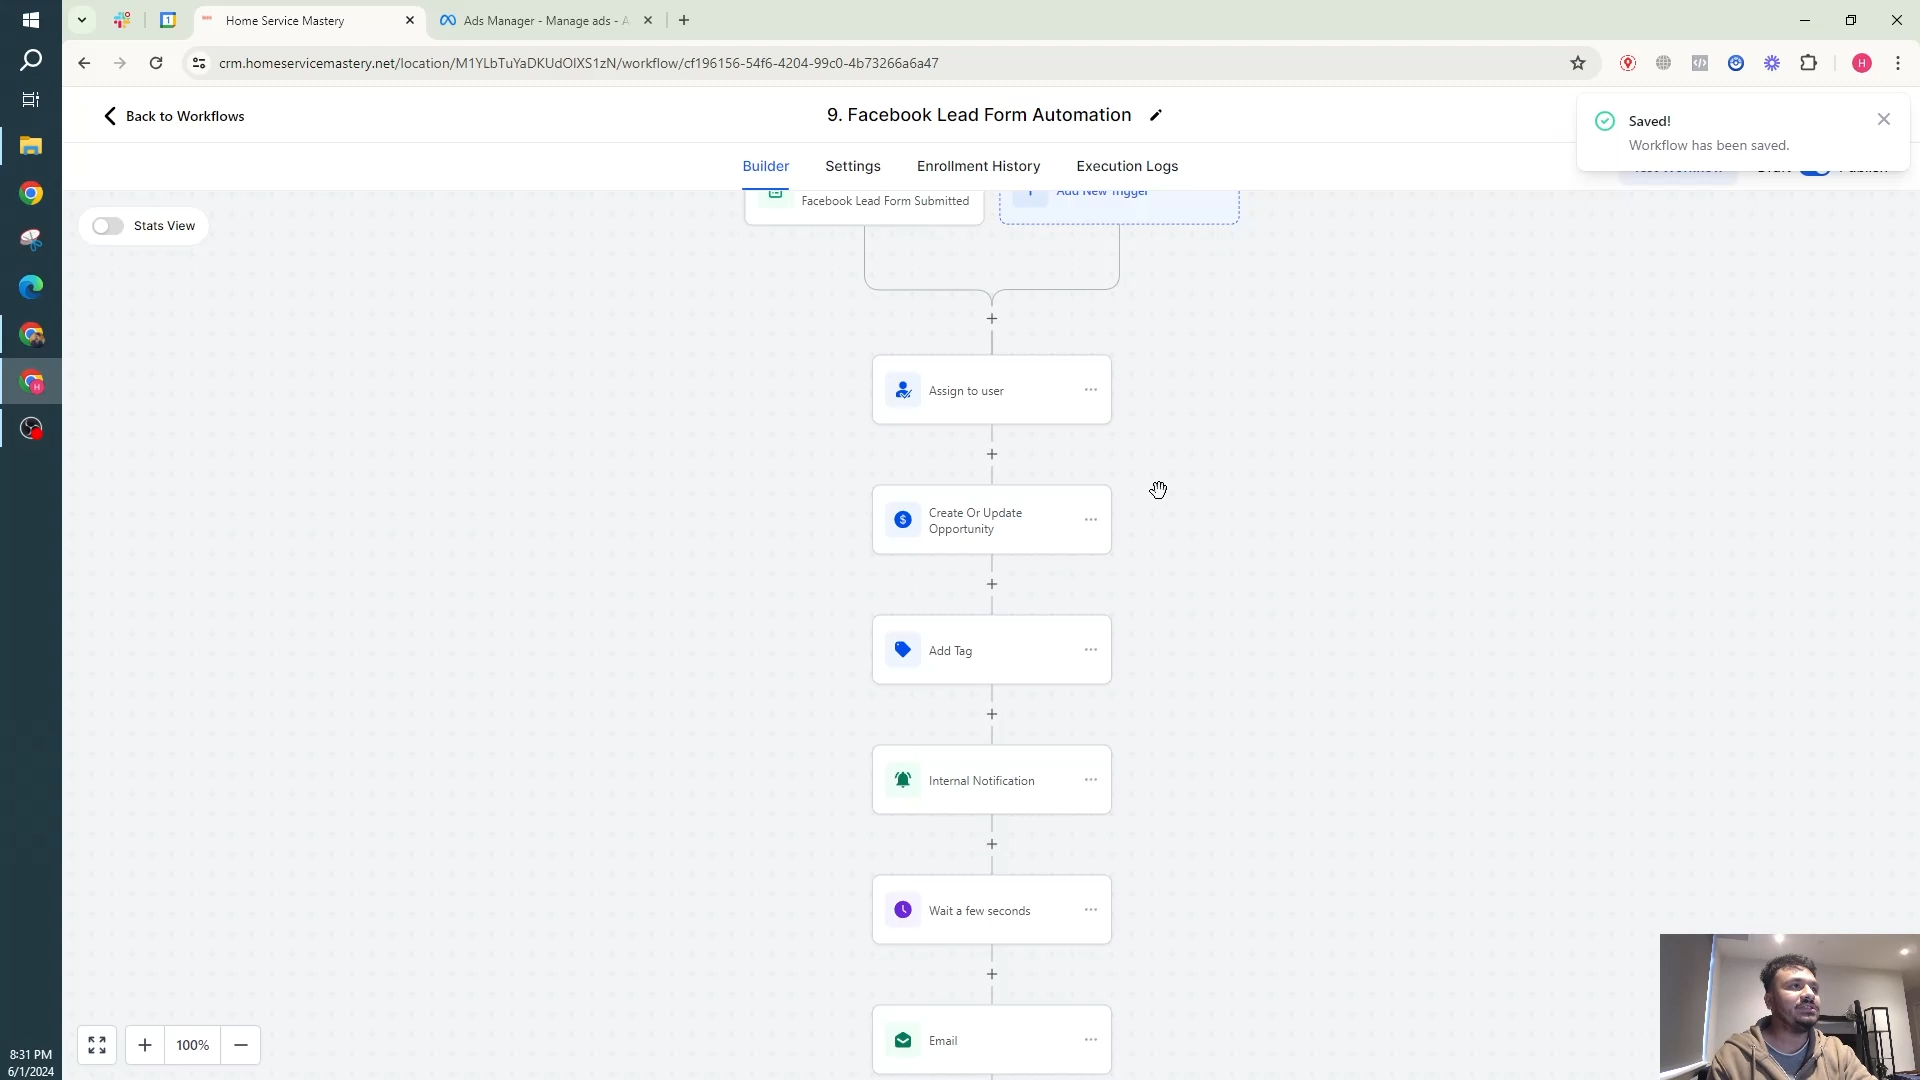 Home Service Mastery
Ads Manager - Manage ads - A
crm.homeservicemastery.net/location/M1YLbTuYaDKUdOIXS1zN/workflow/cf196156-54f6-4204-99c0-4b73266a6a47
H
Back to Workflows
9. Facebook Lead Form Automation
Saved!
Workflow has been saved.
Builder
Settings
Enrollment History
Execution Logs
Stats View
Facebook Lead Form Submitted
Add New Trigger
Assign to user
Create Or Update
Opportunity
Add Tag
Internal Notification
Wait a few seconds
Email
100%
8:31 PM
6/1/2024